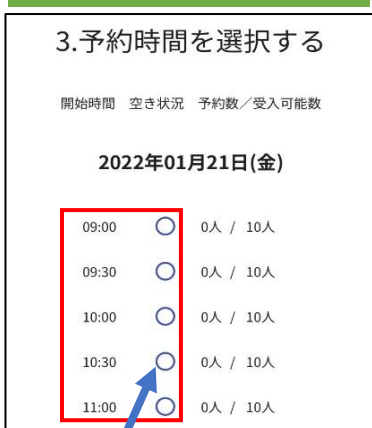 3.予約時間を選択する
開始時間 空き状況 予約数／受入可能数
2022年01月21日(金)
09:00 ○ 0人 / 10人
09:30 ○ 0人 / 10人
10:00 ○ 0人 / 10人
10:30 ○ 0人 / 10人
11:00 ○ 0人 / 10人